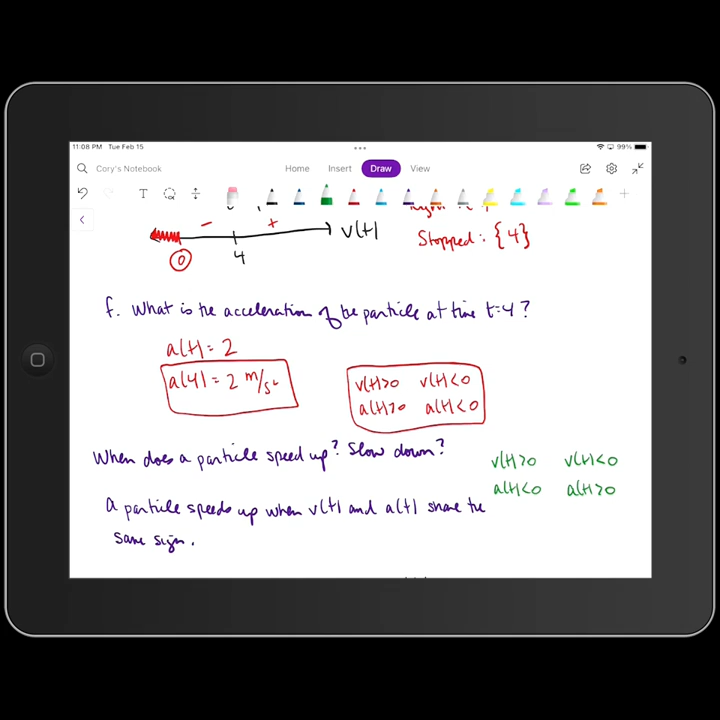 11:08 PM Tue Feb 15
99%
Cory's Notebook
Home Insert Draw View
T
- +
v(t)
0
4
Stopped: {4}
f. What is the acceleration of the particle at time t=4?
a(t) = 2
a(4) = 2 m/s²
v(t)>0 v(t)<0
a(t)>0 a(t)<0
When does a particle speed up? Slow down?
v(t)>0 v(t)<0
a(t)<0 a(t)>0
A particle speeds up when v(t) and a(t) share the
same sign.